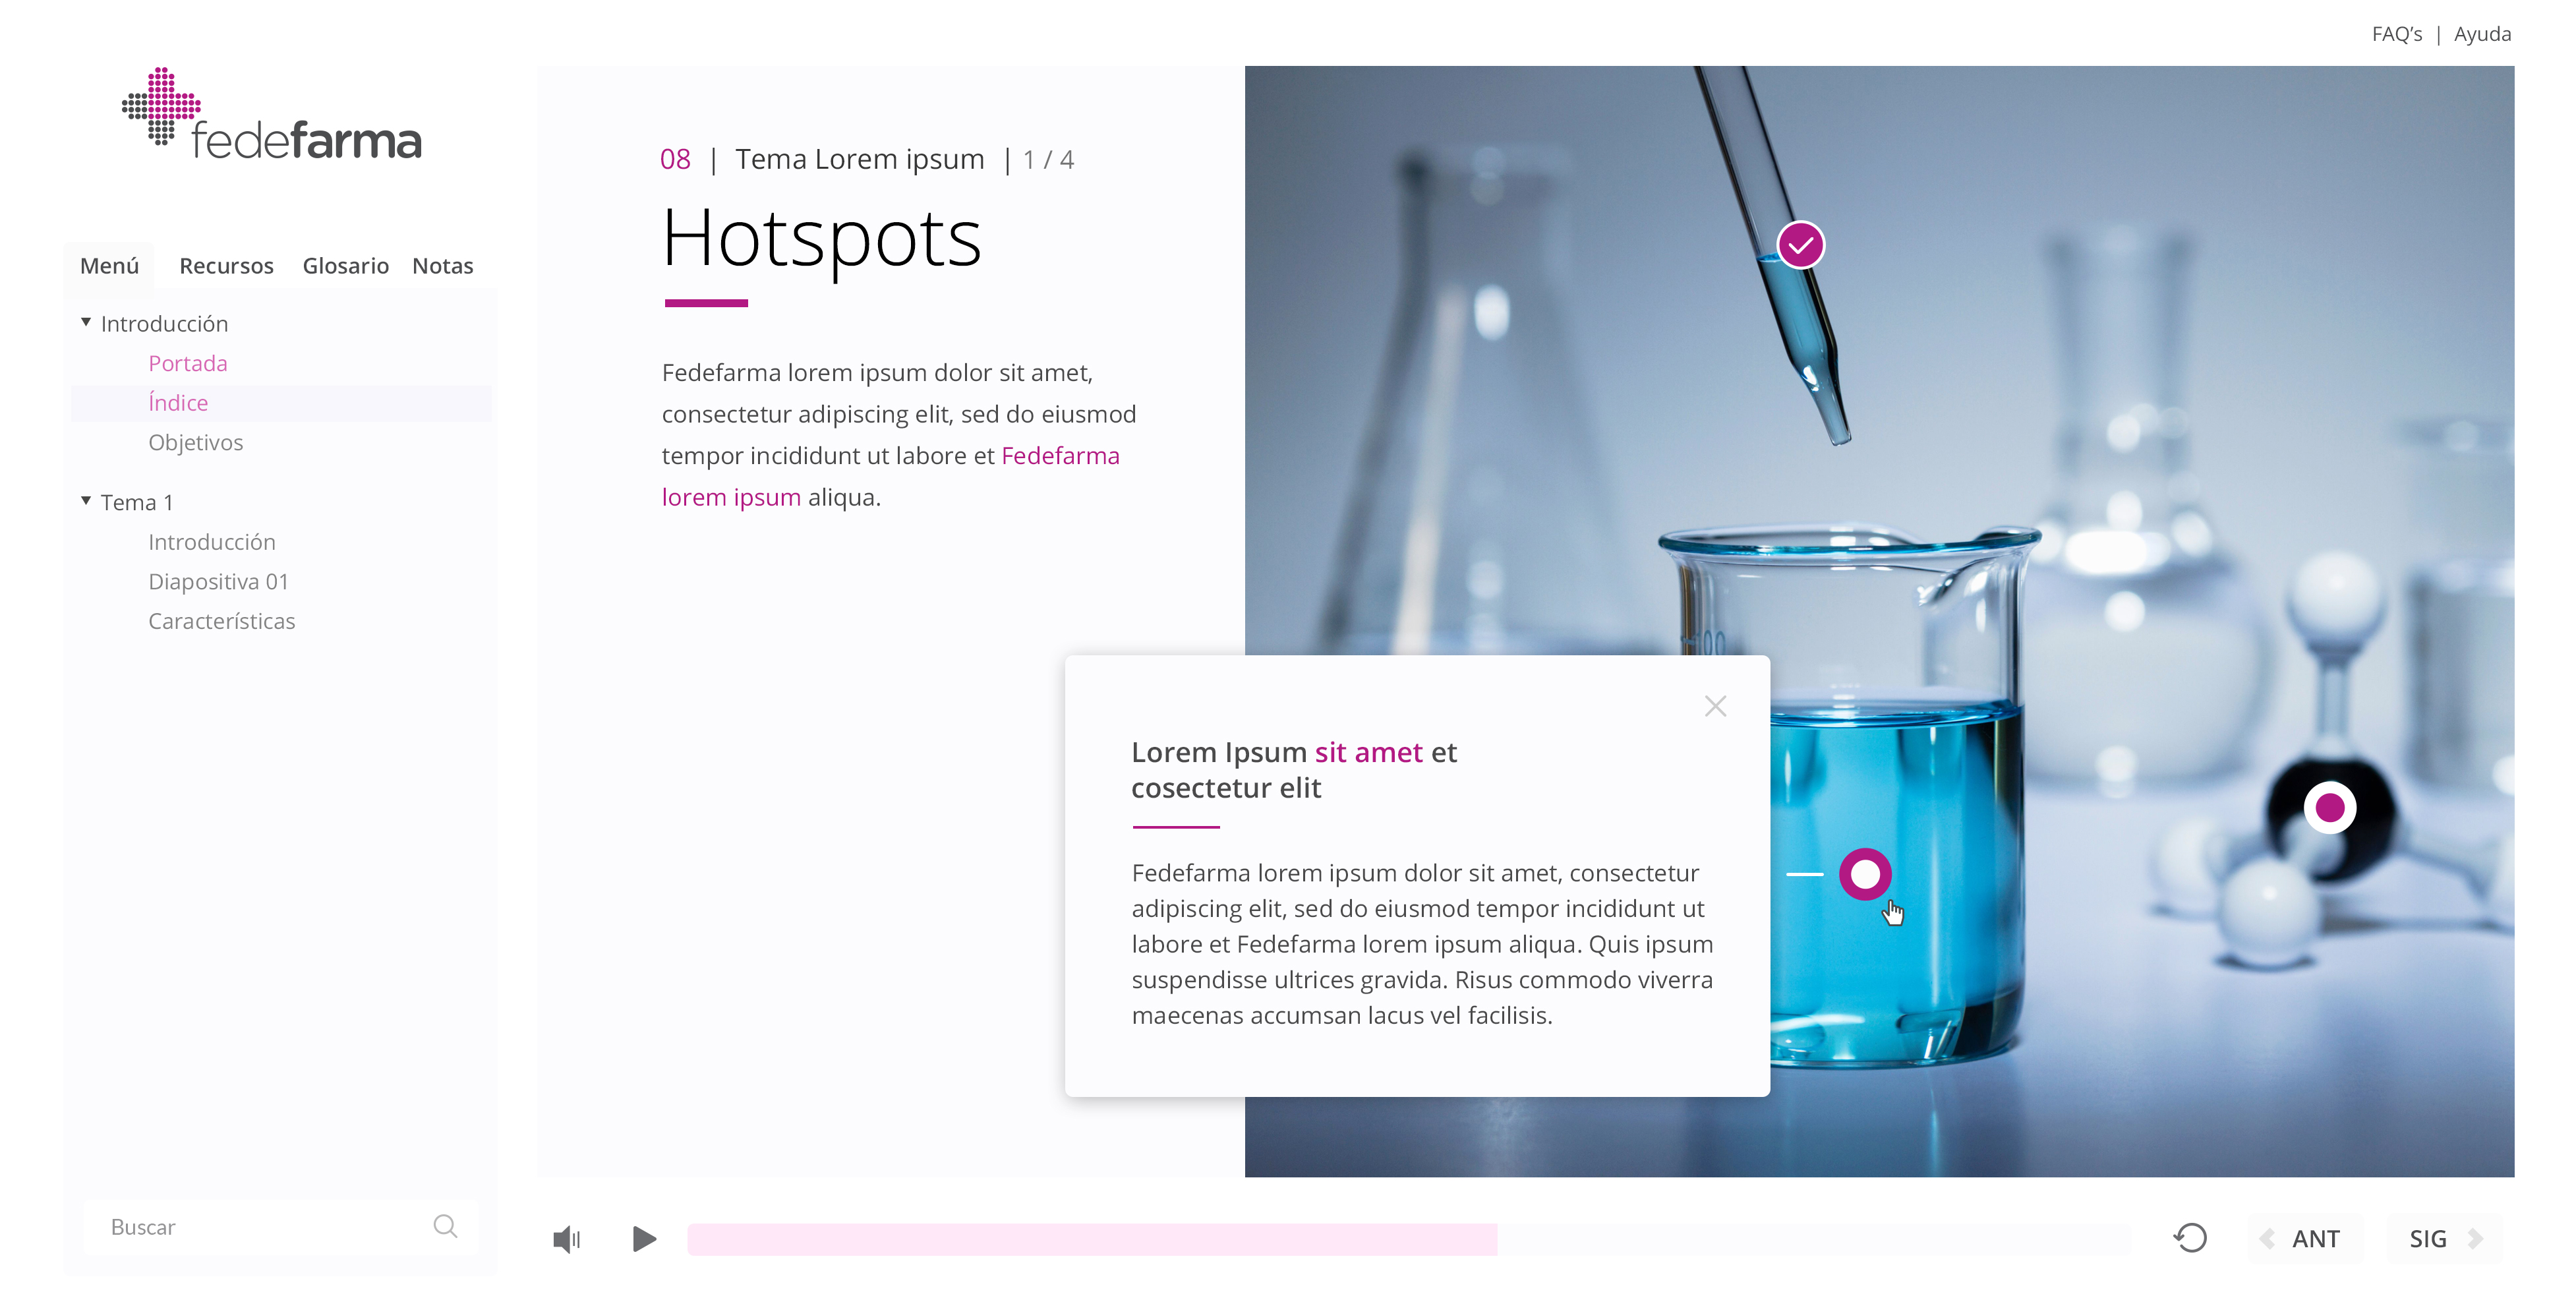 FAQ's | Ayuda
fedefarma
Menú Recursos Glosario Notas
Introducción
Portada
Índice
Objetivos
Tema 1
Introducción
Diapositiva 01
Características
Buscar
08 | Tema Lorem ipsum | 1 / 4
Hotspots
Fedefarma lorem ipsum dolor sit amet,
consectetur adipiscing elit, sed do eiusmod
tempor incididunt ut labore et Fedefarma
lorem ipsum aliqua.
Lorem Ipsum sit amet et
cosectetur elit
Fedefarma lorem ipsum dolor sit amet, consectetur
adipiscing elit, sed do eiusmod tempor incididunt ut
labore et Fedefarma lorem ipsum aliqua. Quis ipsum
suspendisse ultrices gravida. Risus commodo viverra
maecenas accumsan lacus vel facilisis.
ANT
SIG